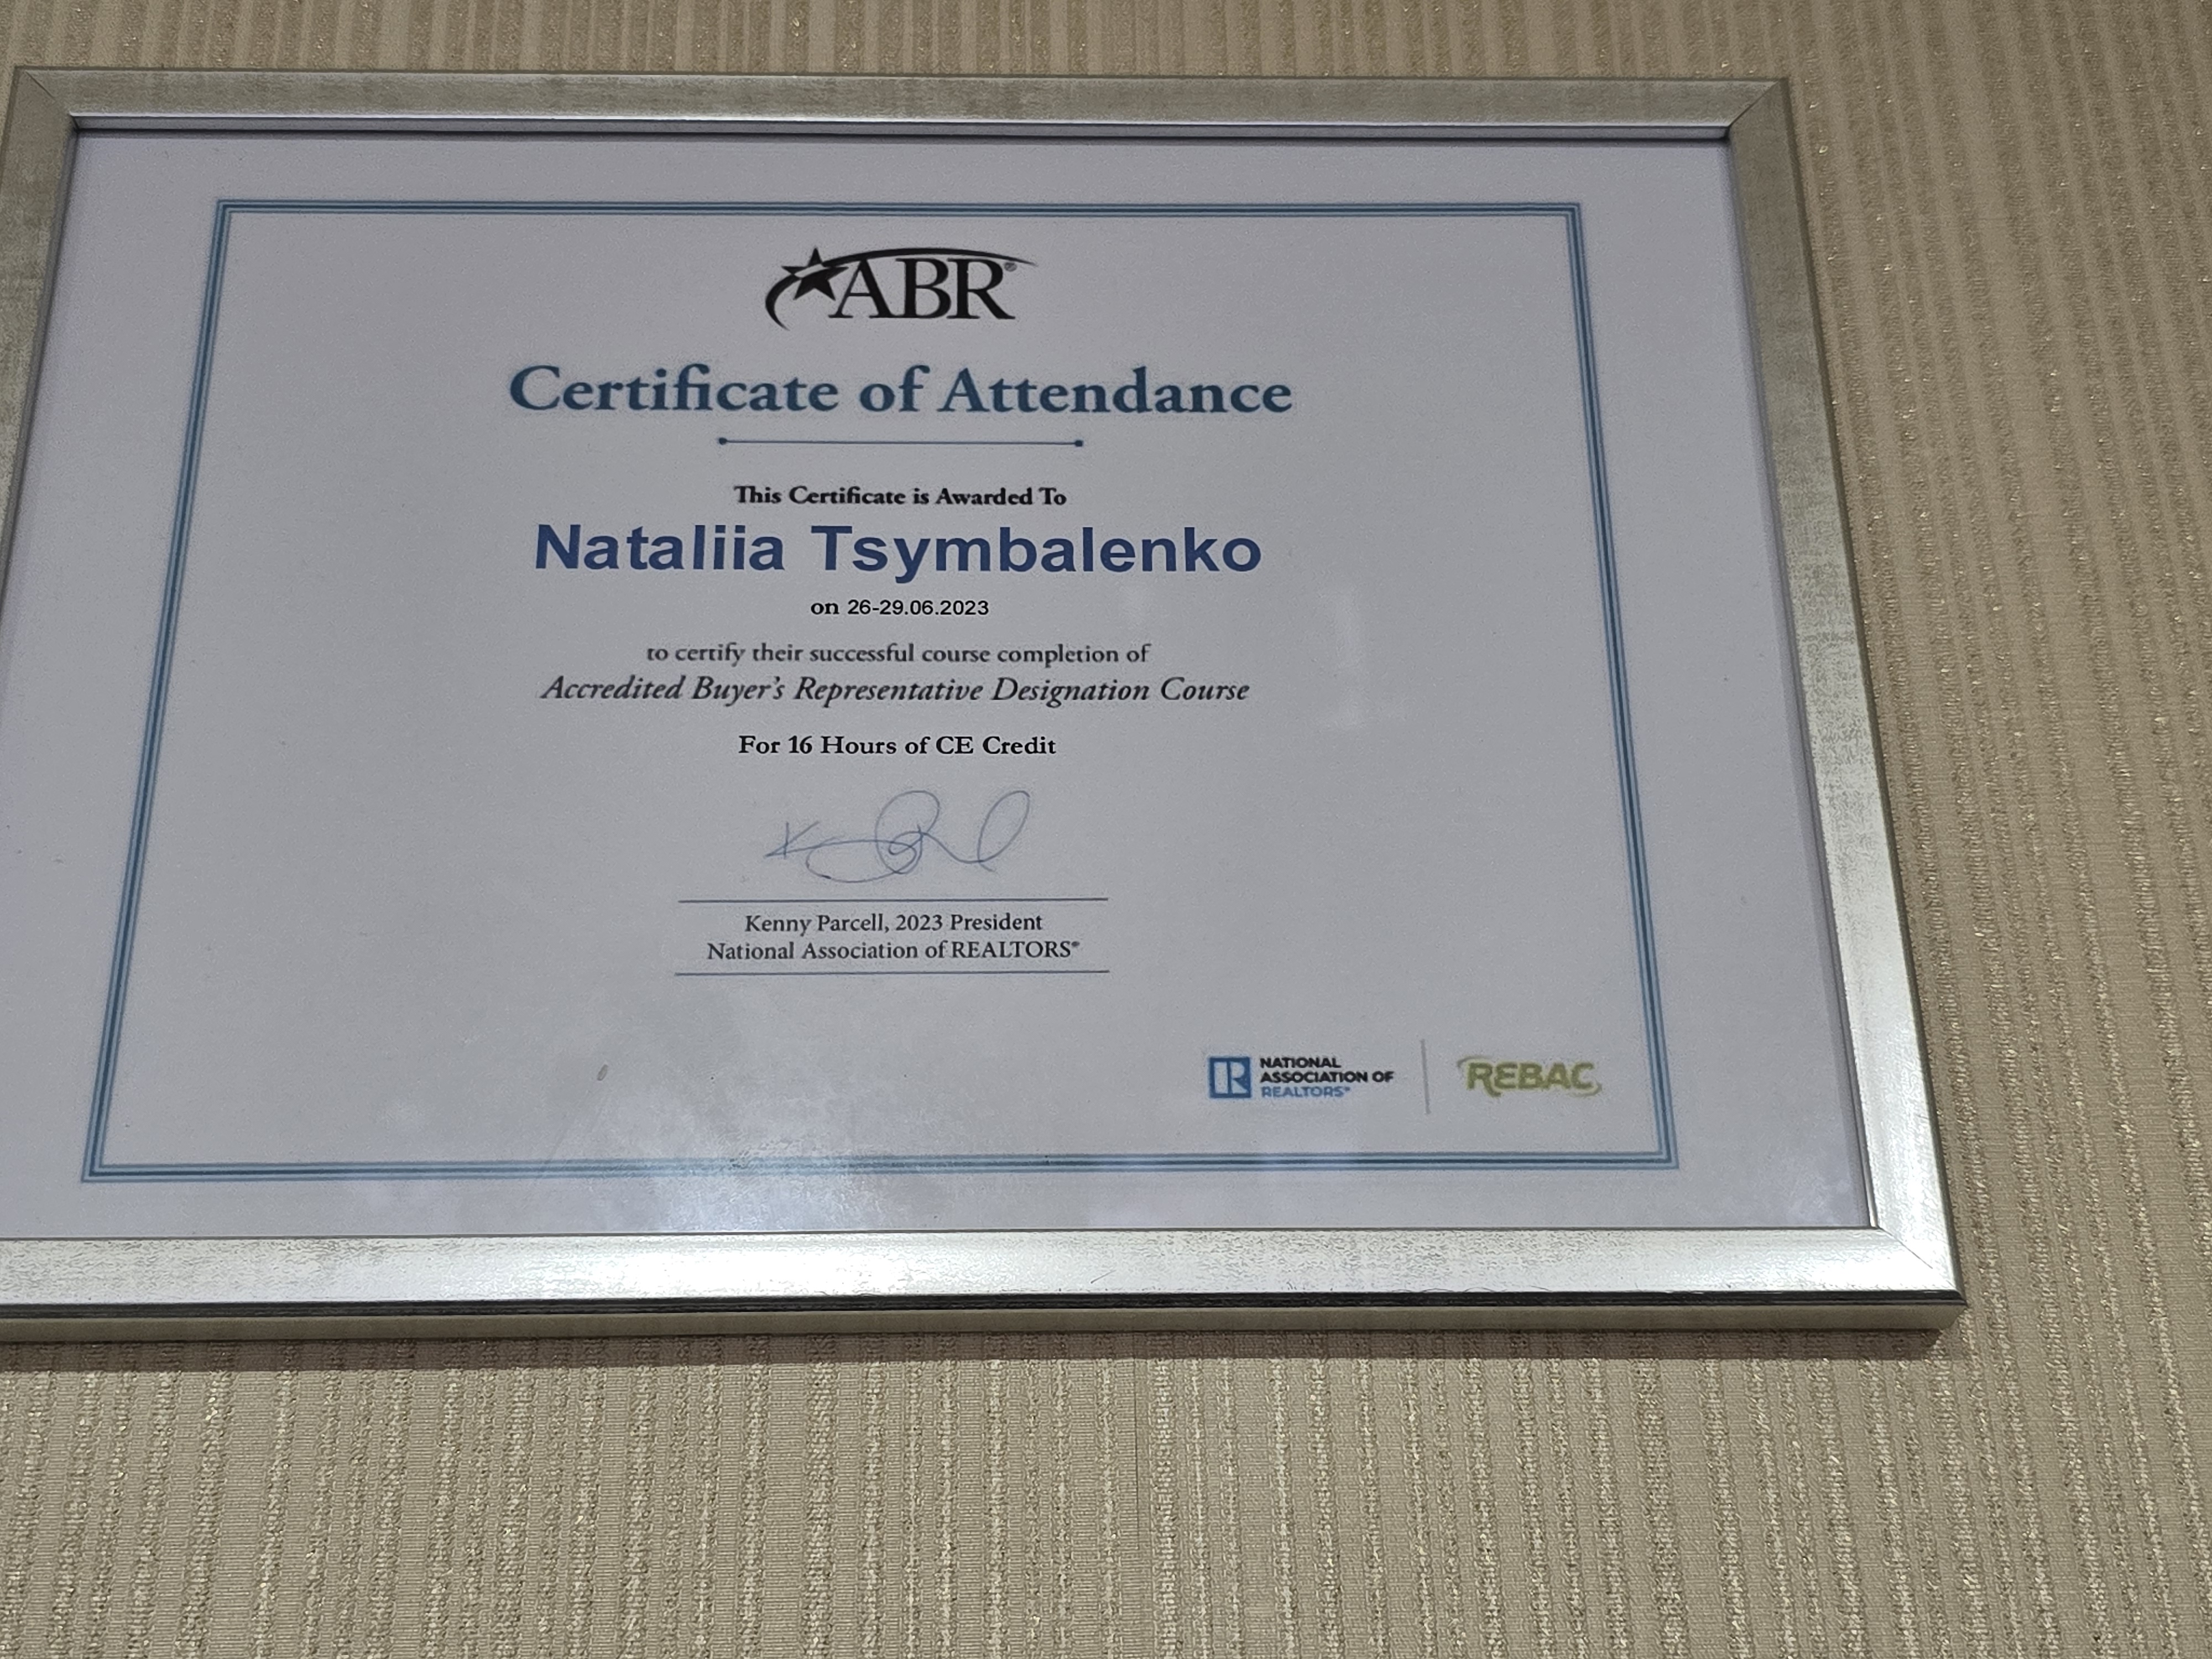 ABR®
Certificate of Attendance
This Certificate is Awarded To
Nataliia Tsymbalenko
on 26-29.06.2023
to certify their successful course completion of
Accredited Buyer's Representative Designation Course
For 16 Hours of CE Credit
Kenny Parcell, 2023 President
National Association of REALTORS®
NATIONAL
ASSOCIATION OF
REALTORS®
REBAC